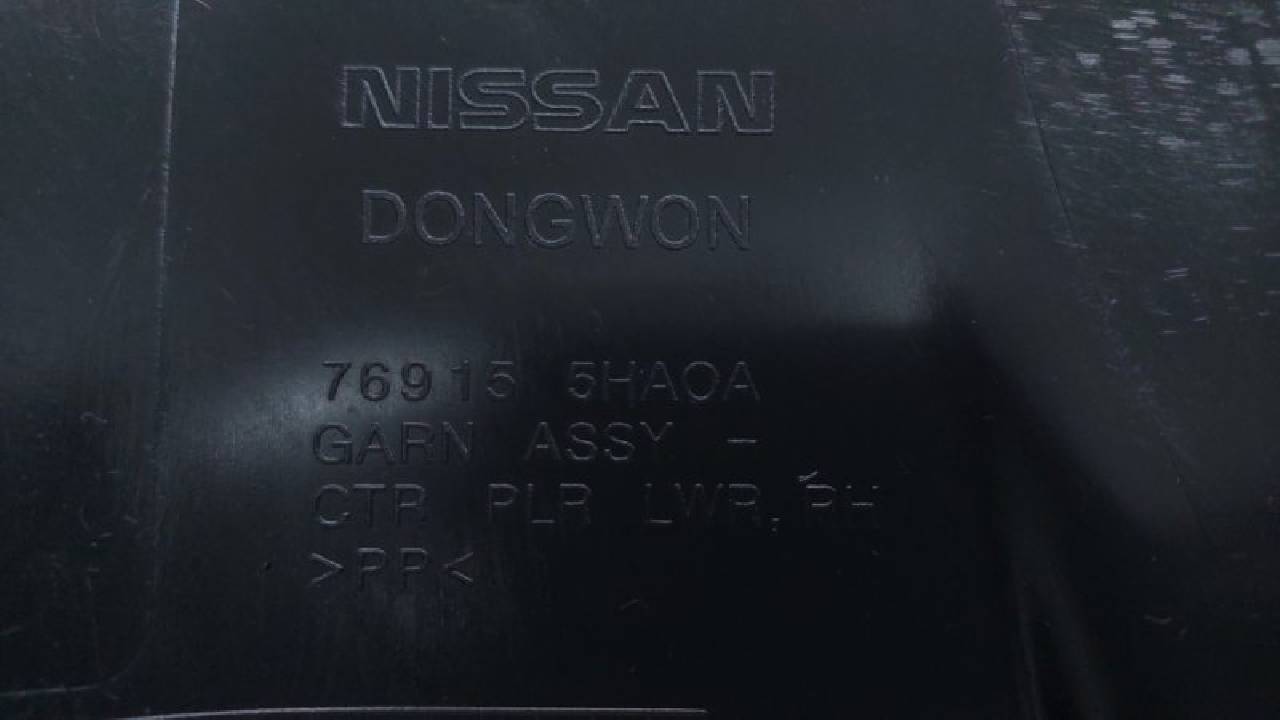 NISSAN
DONGWON
76915 5HA0A
GARN ASSY -
CTR PLR LWR, RH
>PP<